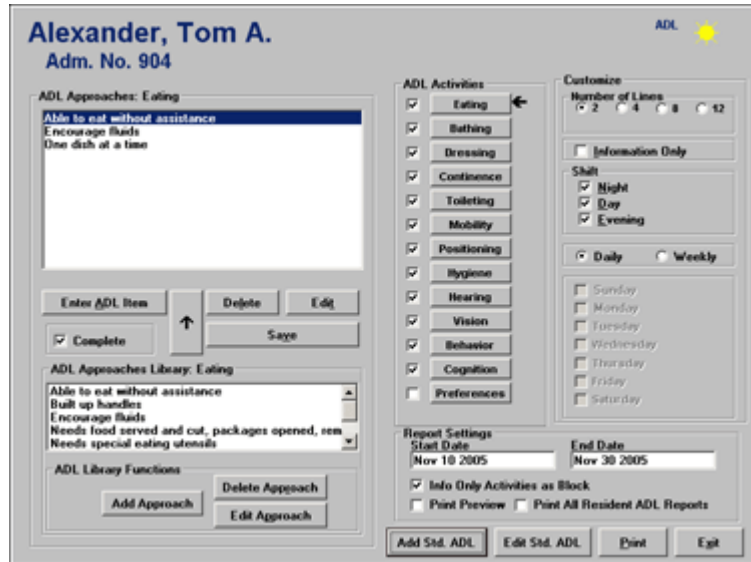 Alexander, Tom A.
Adm. No. 904
ADL
ADL Approaches: Eating
Able to eat without assistance
Encourage fluids
One dish at a time
Enter ADL Item
Delete
Edit
Complete
Save
ADL Approaches Library: Eating
Able to eat without assistance
Built up handles
Encourage fluids
Needs food served and cut, packages opened, rem
Needs special eating utensils
ADL Library Functions
Add Approach
Delete Approach
Edit Approach
ADL Activities
Eating
Bathing
Dressing
Continence
Toileting
Mobility
Positioning
Hygiene
Hearing
Vision
Behavior
Cognition
Preferences
Customize
Number of Lines
2 4 8 12
Information Only
Shift
Night
Day
Evening
Daily Weekly
Sunday
Monday
Tuesday
Wednesday
Thursday
Friday
Saturday
Report Settings
Start Date End Date
Nov 10 2005 Nov 30 2005
Info Only Activities as Block
Print Preview Print All Resident ADL Reports
Add Std. ADL Edit Std. ADL Print Exit